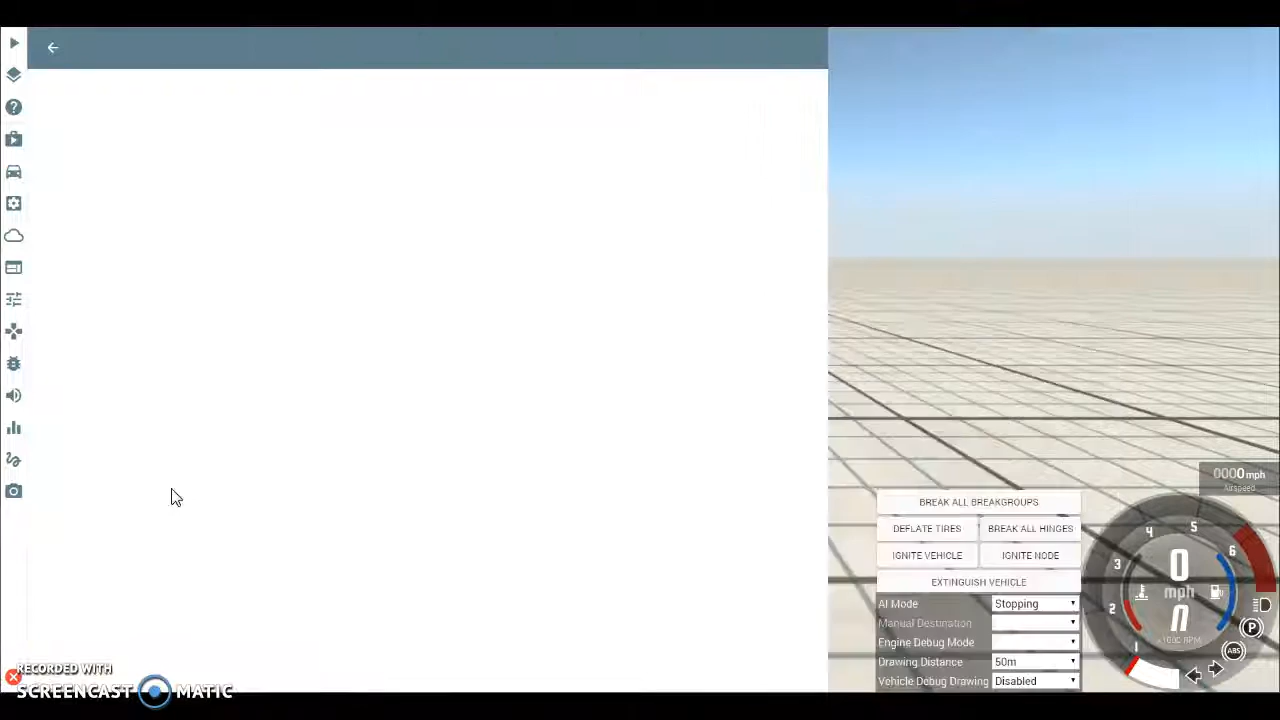 0000mph
Airspeed
BREAK ALL BREAKGROUPS
DEFLATE TIRES BREAK ALL HINGES
IGNITE VEHICLE IGNITE NODE
EXTINGUISH VEHICLE
AI Mode Stopping
Manual Destination
Engine Debug Mode
Drawing Distance 50m
Vehicle Debug Drawing Disabled
1 2 3 4 5 6
0
mph
n
×1000 RPM
P
ABS
RECORDED WITH
SCREENCAST MATIC